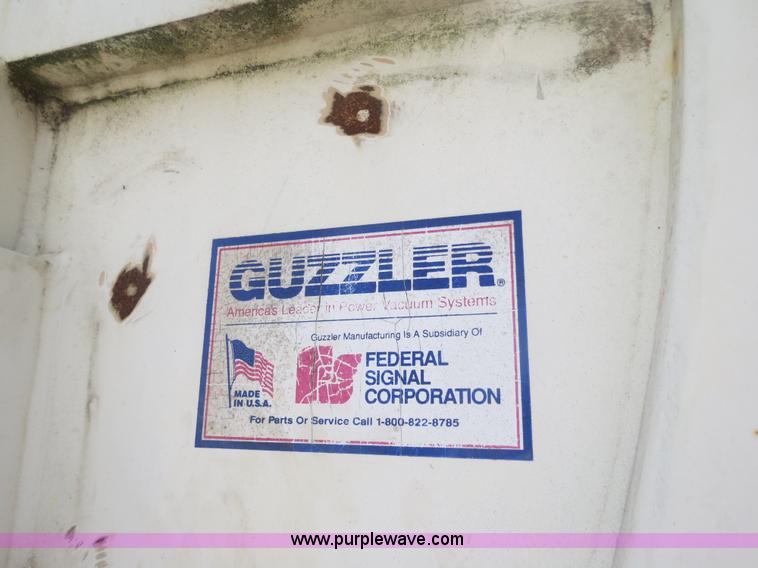 GUZZLER®
America's Leader in Power Vacuum Systems
Guzzler Manufacturing Is A Subsidiary Of
FEDERAL
SIGNAL
CORPORATION
MADE
IN U.S.A.
For Parts Or Service Call 1-800-822-8785
www.purplewave.com